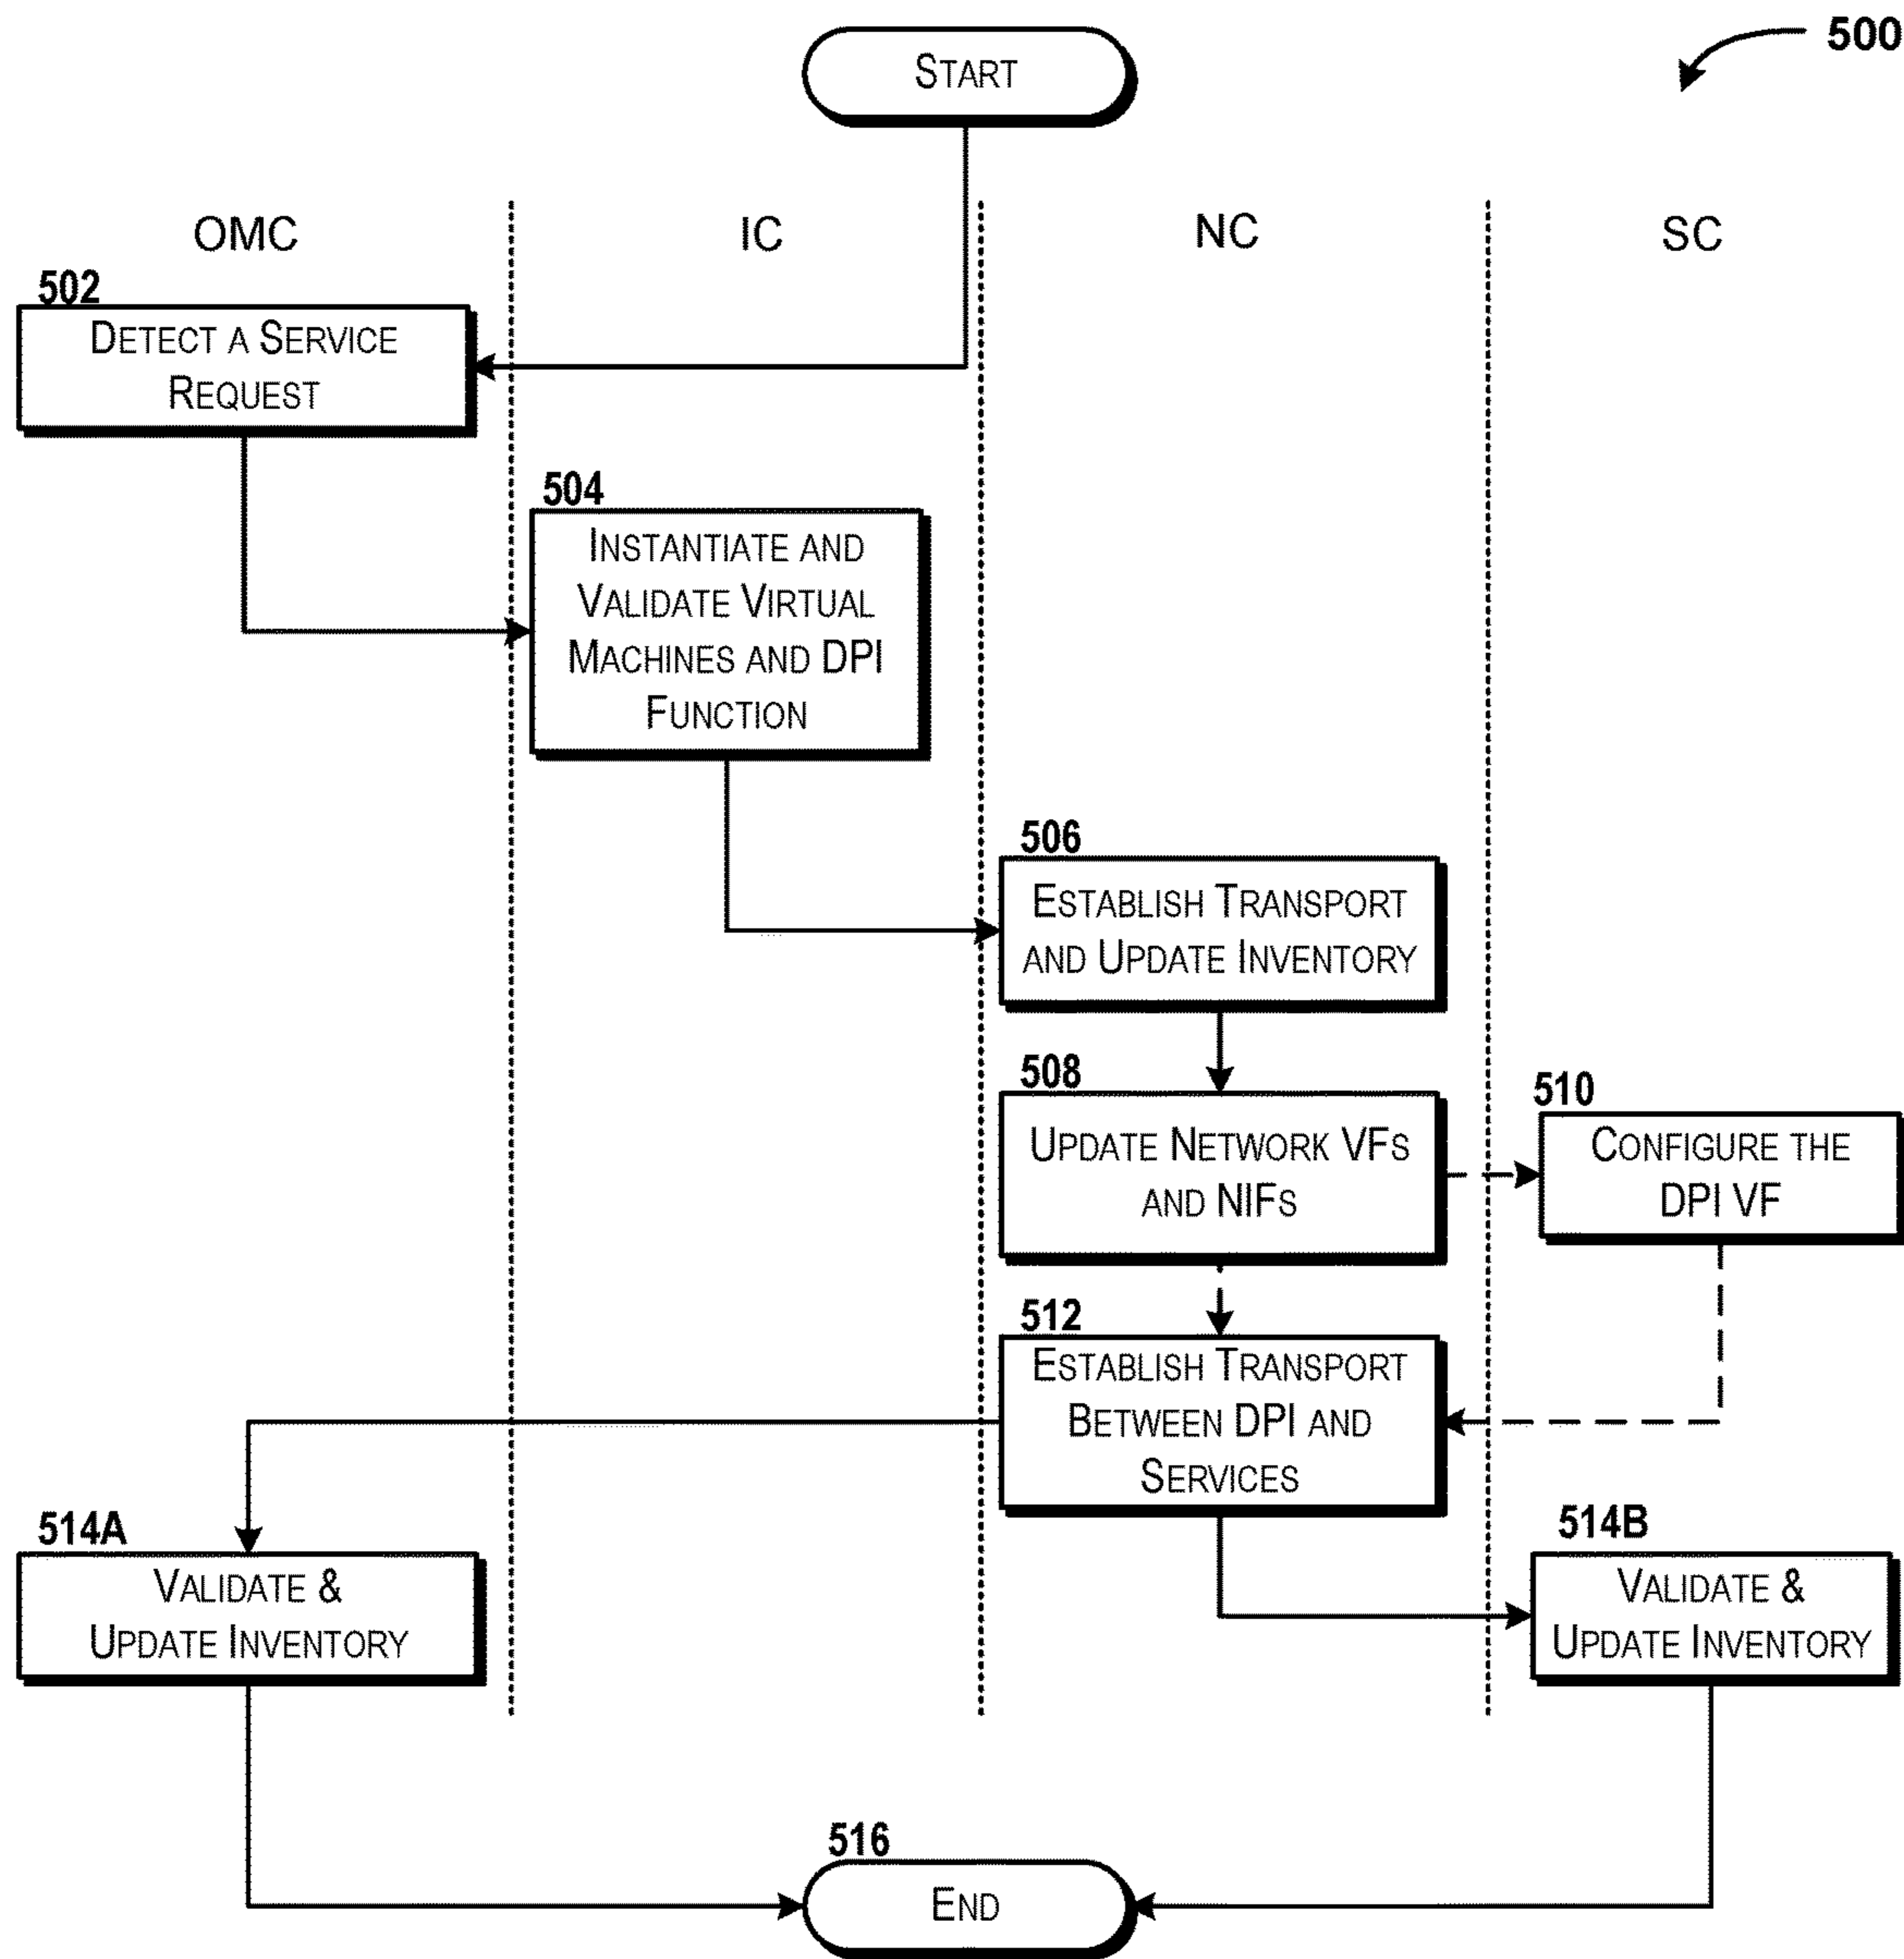 500
START
OMC
IC
NC
SC
502
DETECT A SERVICE
REQUEST
504
INSTANTIATE AND
VALIDATE VIRTUAL
MACHINES AND DPI
FUNCTION
506
ESTABLISH TRANSPORT
AND UPDATE INVENTORY
508
UPDATE NETWORK VFS
AND NIFS
510
CONFIGURE THE
DPI VF
512
ESTABLISH TRANSPORT
BETWEEN DPI AND
SERVICES
514A
VALIDATE &
UPDATE INVENTORY
514B
VALIDATE &
UPDATE INVENTORY
516
END